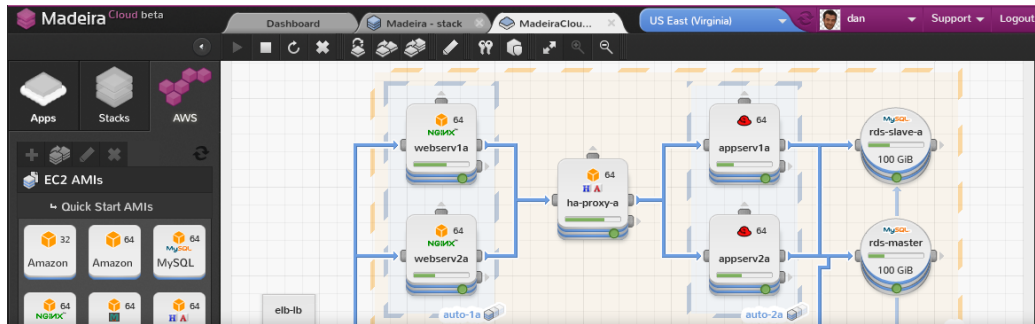 Madeira Cloud beta
Dashboard
Madeira - stack
MadeiraClou...
US East (Virginia)
dan
Support
Logout
Apps
Stacks
AWS
EC2 AMIs
Quick Start AMIs
32
Amazon
64
Amazon
64
MySQL
MySQL
64
NGINX
64
64
H A
64
NGINX
webserv1a
64
NGINX
webserv2a
auto-1a
elb-lb
64
H A
ha-proxy-a
64
appserv1a
64
appserv2a
auto-2a
MySQL
rds-slave-a
100 GiB
MySQL
rds-master
100 GiB